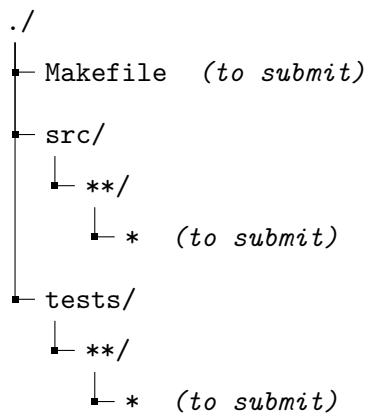 ./
Makefile (to submit)
src/
**/
* (to submit)
tests/
**/
* (to submit)